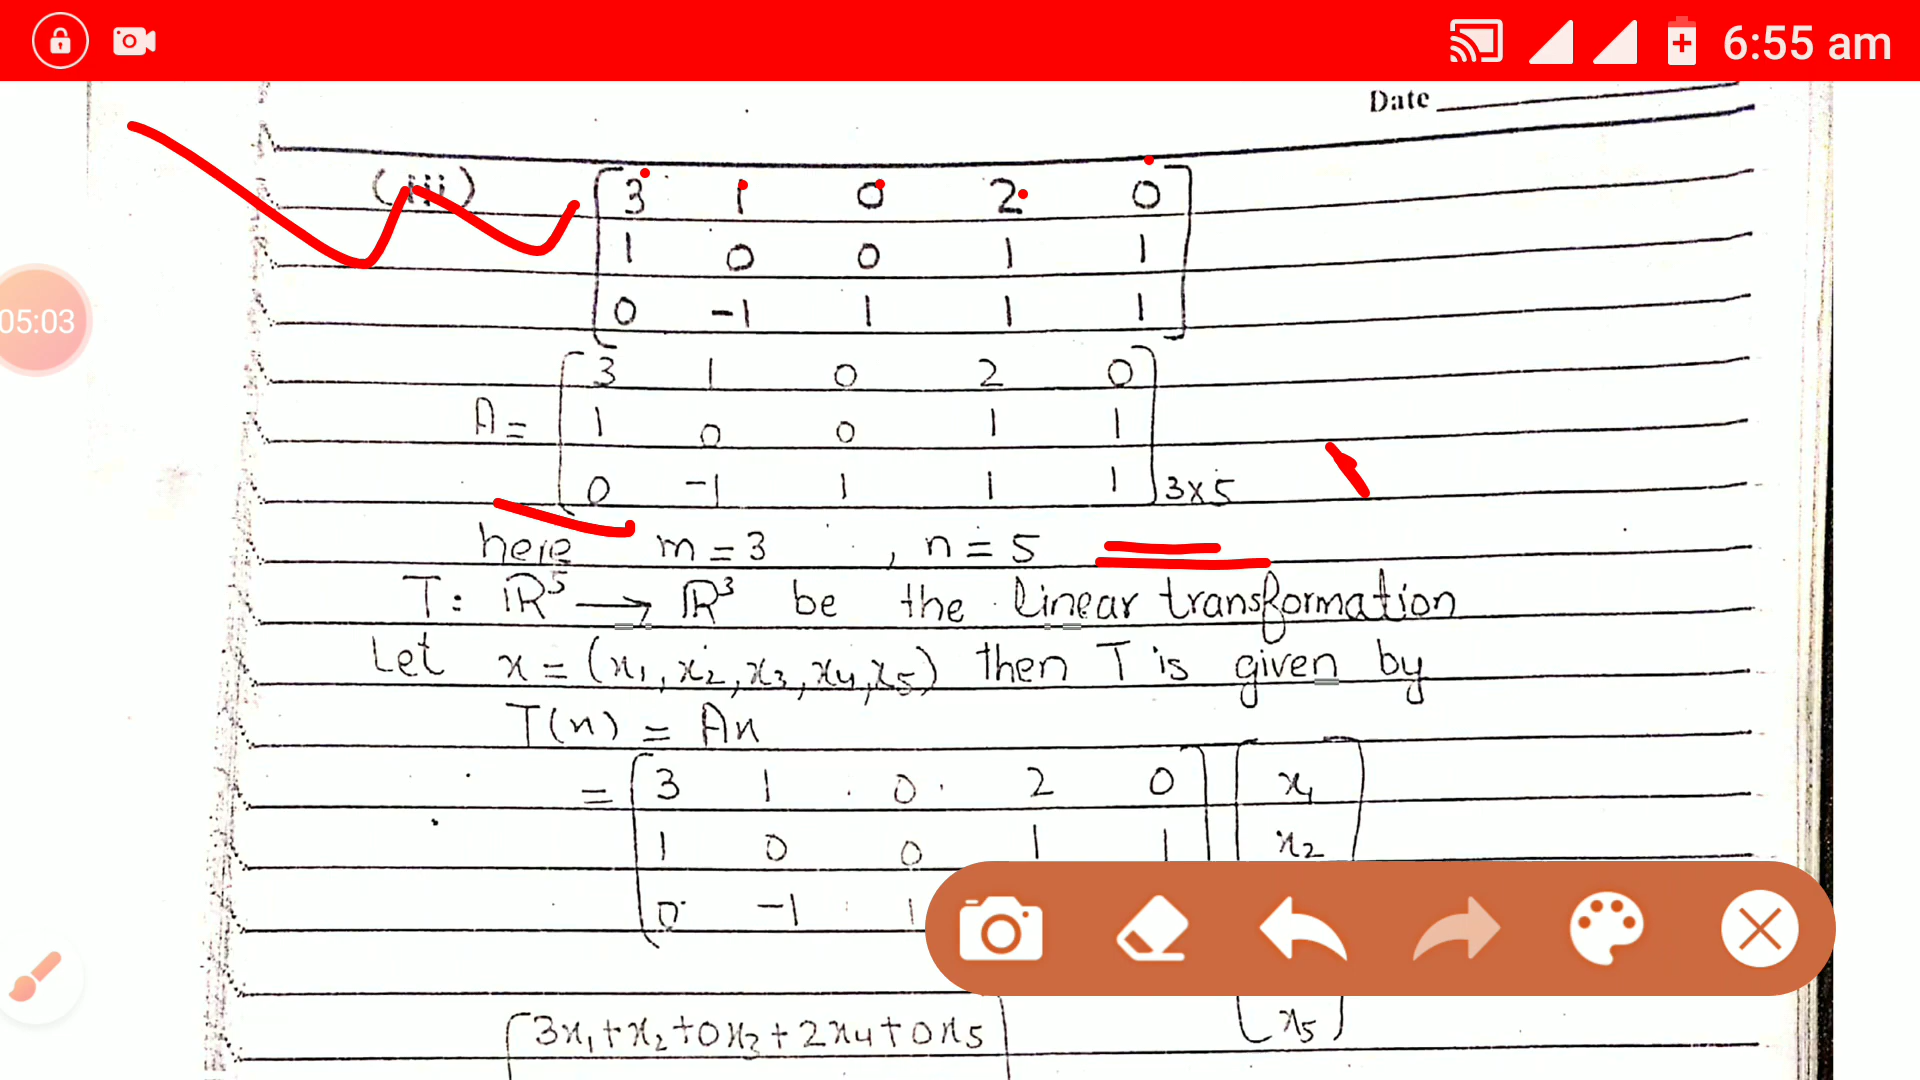 6:55 am
Date
(iii) [3 1 0 2 0
1 0 0 1 1
0 -1 1 1 1]
05:03
A = [3 1 0 2 0
1 0 0 1 1
0 -1 1 1 1] 3×5
here m = 3 , n = 5
T: ℝ⁵ → ℝ³ be the linear transformation
Let x = (x₁, x₂, x₃, x₄, x₅) then T is given by
T(x) = Ax
= [3 1 0 2 0] [x₁
1 0 0 1 1 x₂
0 -1 1
x₅]
[3x₁+x₂+0x₃+2x₄+0x₅]